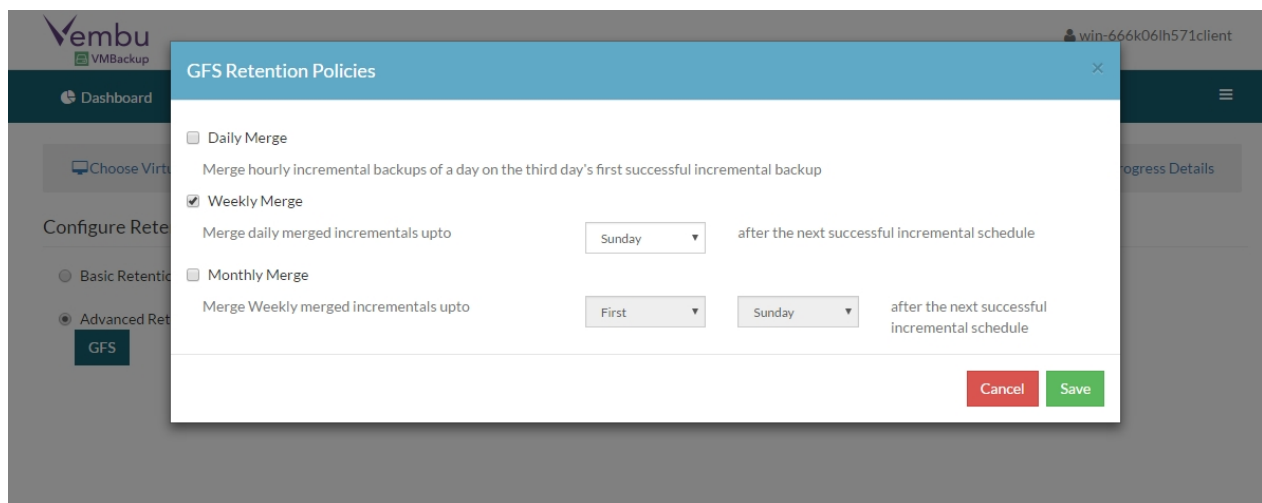 Vembu
VMBackup
win-666k06lh571client
Dashboard
GFS Retention Policies
×
Choose Virtu
rogress Details
Configure Rete
Basic Retentio
Advanced Ret
GFS
Daily Merge
Merge hourly incremental backups of a day on the third day's first successful incremental backup
Weekly Merge
Merge daily merged incrementals upto Sunday after the next successful incremental schedule
Monthly Merge
Merge Weekly merged incrementals upto First Sunday after the next successful
incremental schedule
Cancel Save